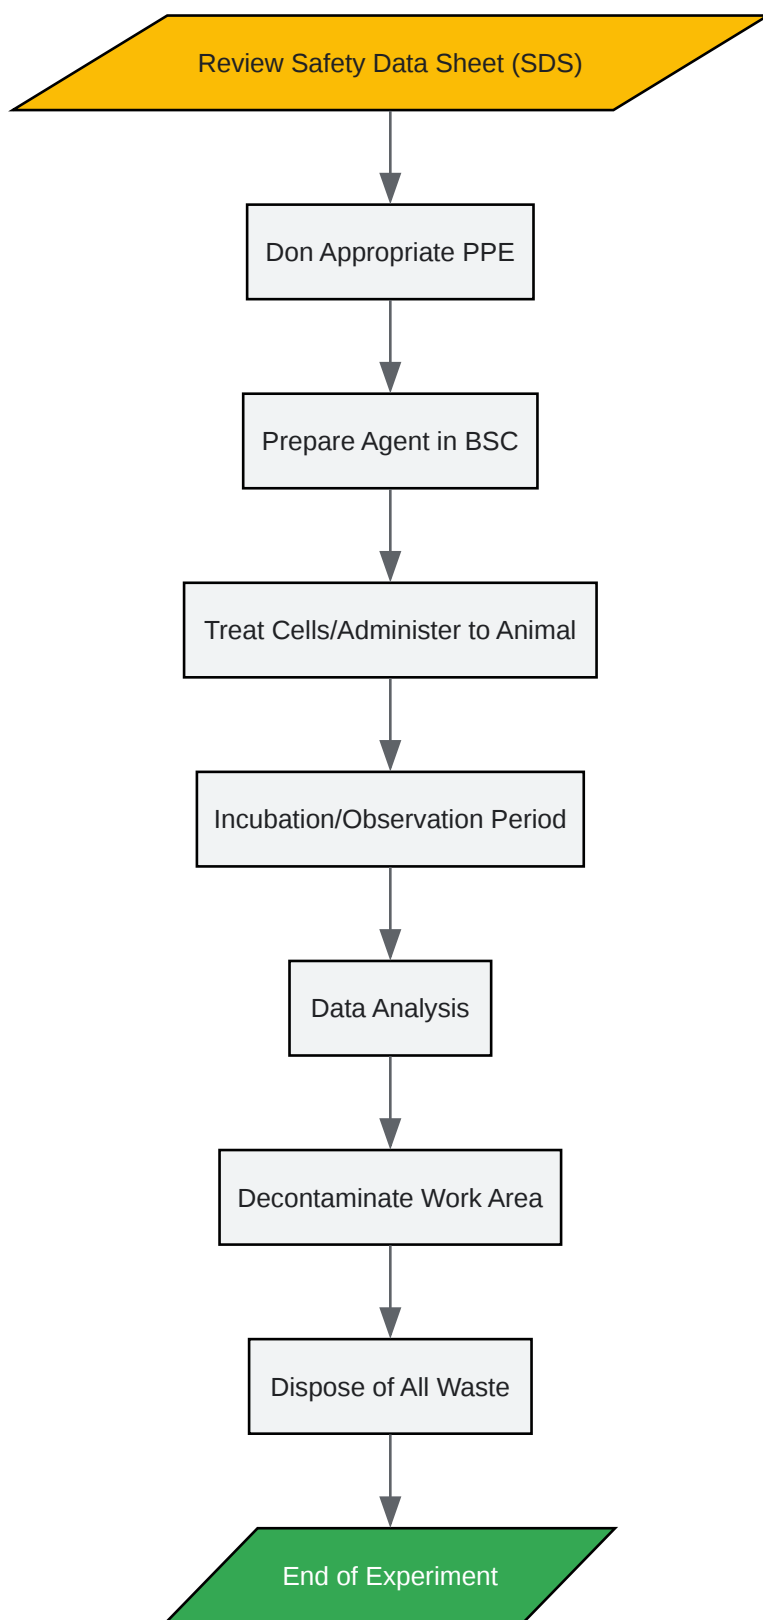 Review Safety Data Sheet (SDS)
Don Appropriate PPE
Prepare Agent in BSC
Treat Cells/Administer to Animal
Incubation/Observation Period
Data Analysis
Decontaminate Work Area
Dispose of All Waste
End of Experiment